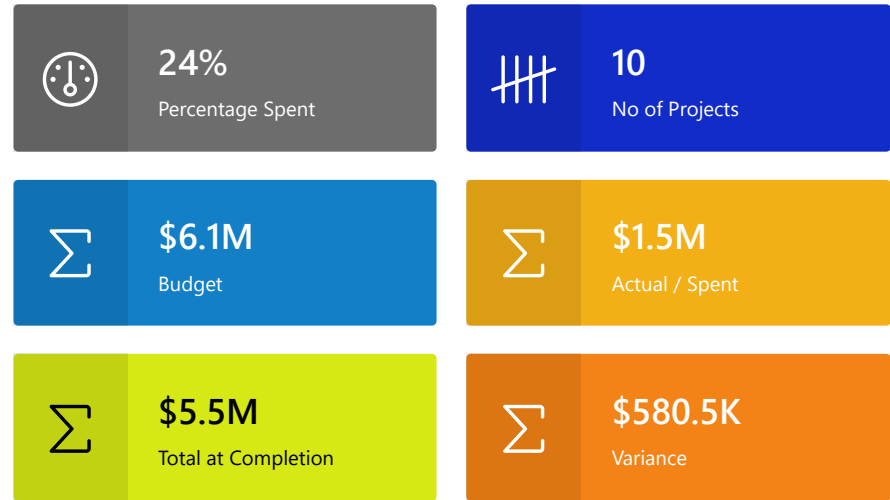 24%
Percentage Spent
10
No of Projects
$6.1M
Budget
$1.5M
Actual / Spent
$5.5M
Total at Completion
$580.5K
Variance